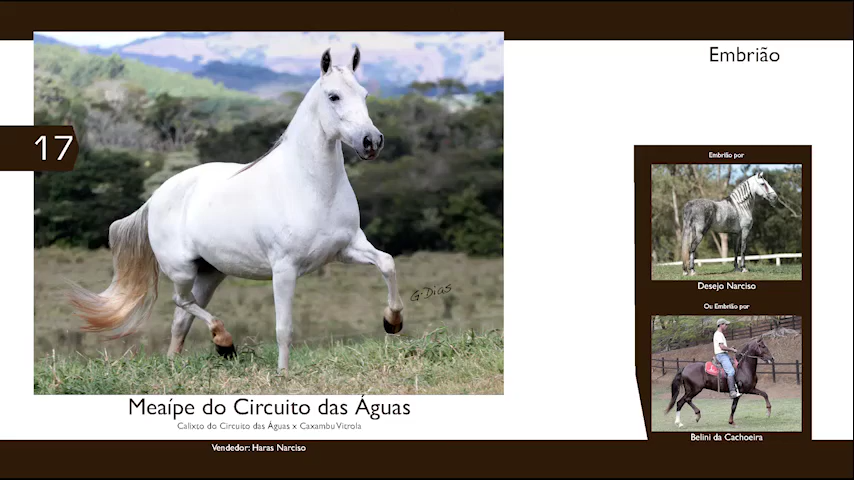 Embrião
17
G·Dias
Meaípe do Circuito das Águas
Calixto do Circuito das Águas x Caxambu Vitrola
Vendedor: Haras Narciso
Embrião por
Desejo Narciso
Ou Embrião por
Belini da Cachoeira